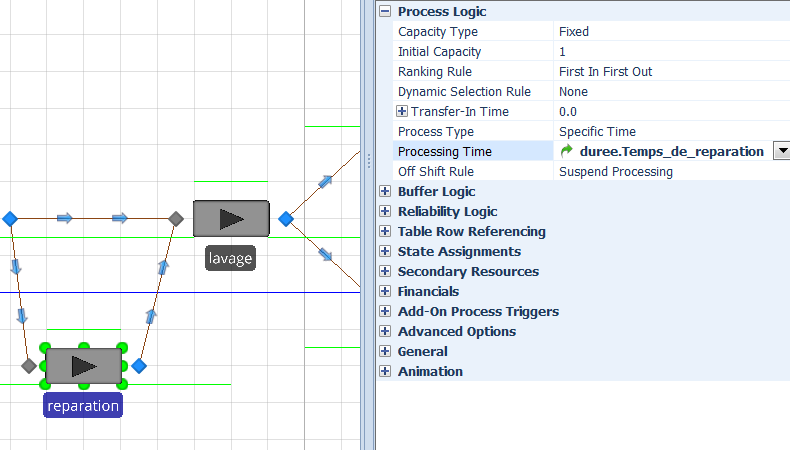 Process Logic
Capacity Type Fixed
Initial Capacity 1
Ranking Rule First In First Out
Dynamic Selection Rule None
Transfer-In Time 0.0
Process Type Specific Time
Processing Time duree.Temps_de_reparation
Off Shift Rule Suspend Processing
Buffer Logic
Reliability Logic
Table Row Referencing
State Assignments
Secondary Resources
Financials
Add-On Process Triggers
Advanced Options
General
Animation
lavage
reparation